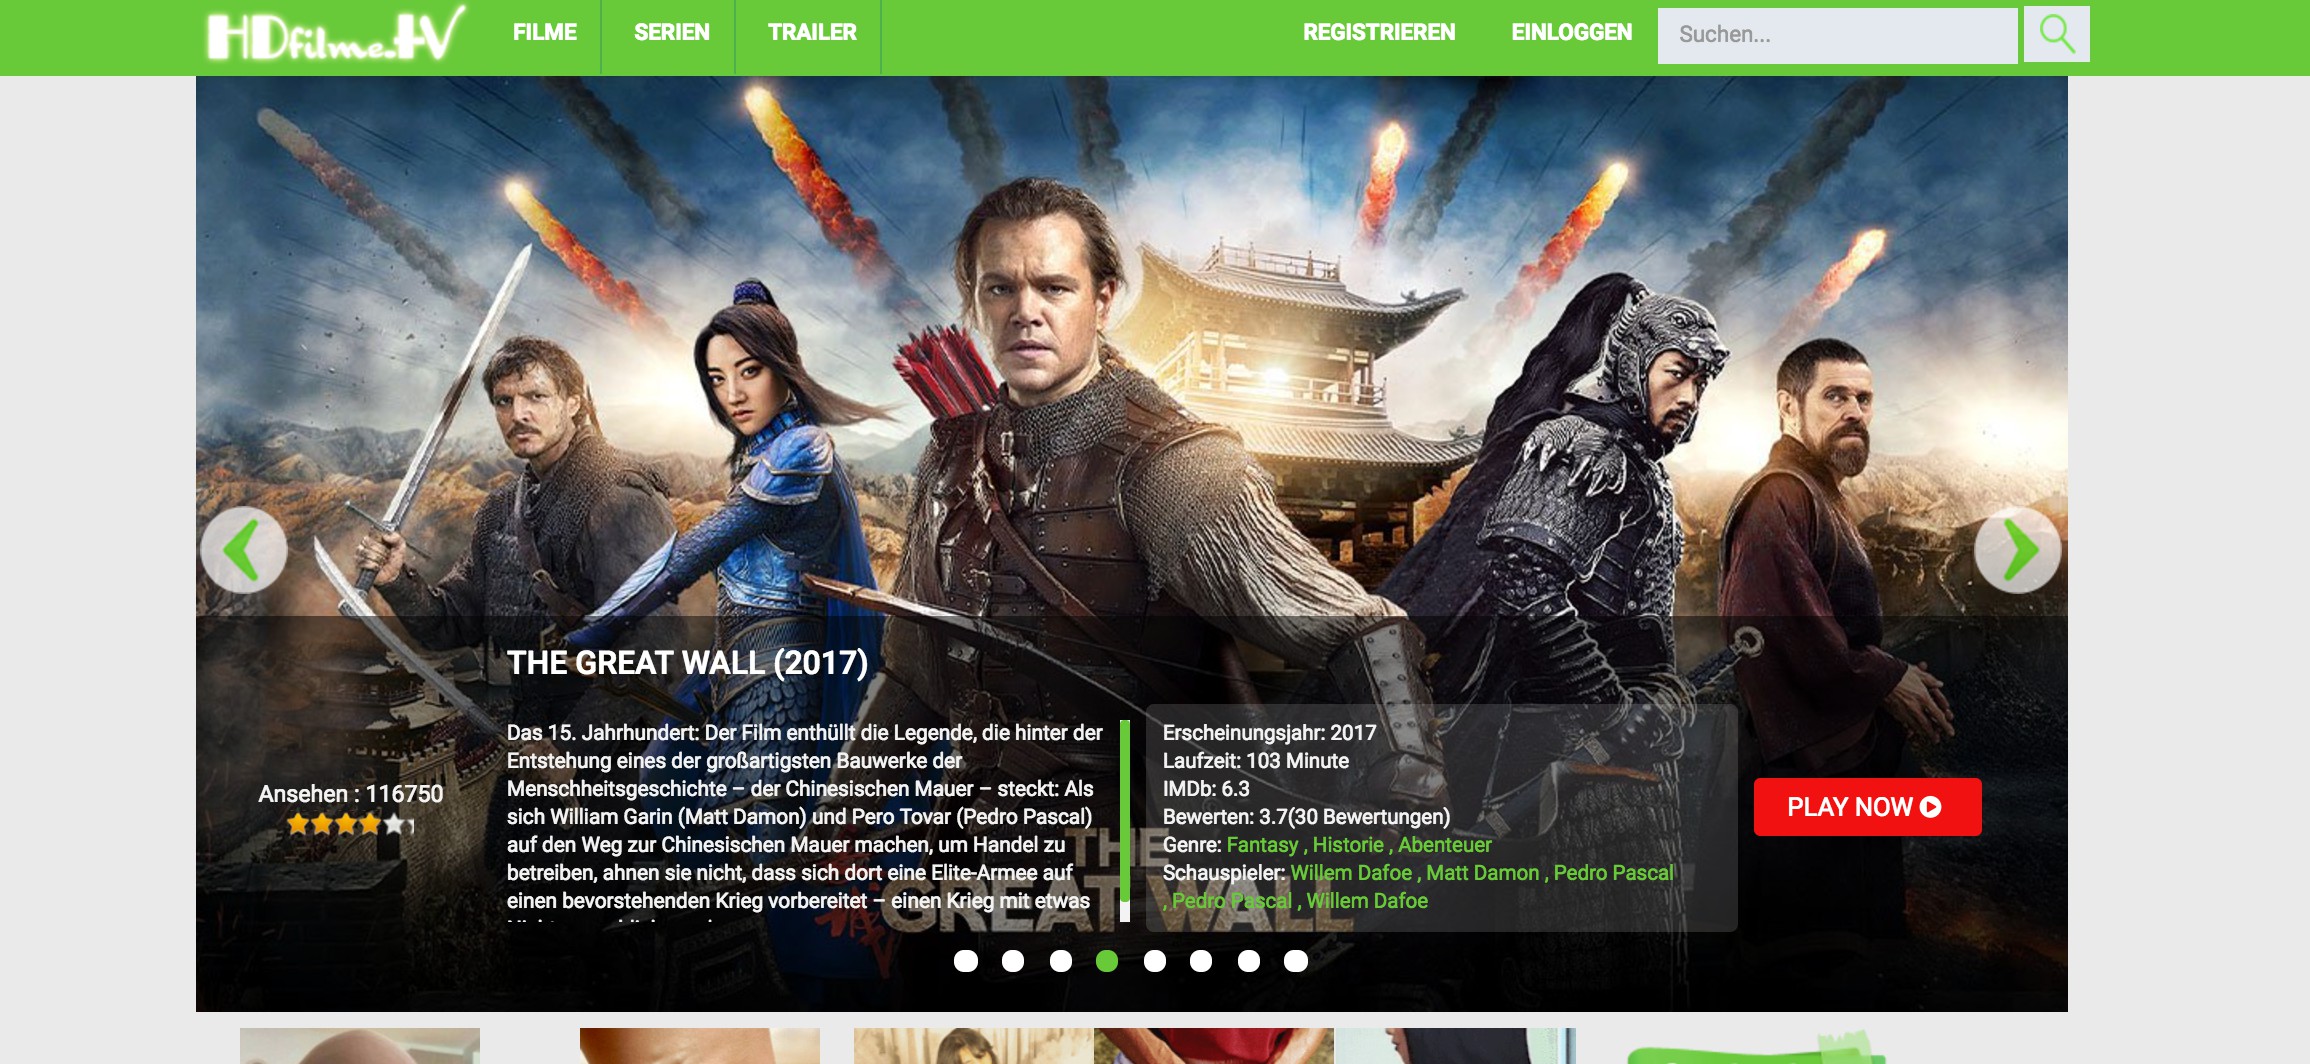 HDfilme.tv
FILME
SERIEN
TRAILER
REGISTRIEREN
EINLOGGEN
Suchen...
THE GREAT WALL (2017)
Ansehen : 116750
Das 15. Jahrhundert: Der Film enthüllt die Legende, die hinter der
Entstehung eines der großartigsten Bauwerke der
Menschheitsgeschichte – der Chinesischen Mauer – steckt: Als
sich William Garin (Matt Damon) und Pero Tovar (Pedro Pascal)
auf den Weg zur Chinesischen Mauer machen, um Handel zu
betreiben, ahnen sie nicht, dass sich dort eine Elite-Armee auf
einen bevorstehenden Krieg vorbereitet – einen Krieg mit etwas
Erscheinungsjahr: 2017
Laufzeit: 103 Minute
IMDb: 6.3
Bewerten: 3.7(30 Bewertungen)
Genre: Fantasy , Historie , Abenteuer
Schauspieler: Willem Dafoe , Matt Damon , Pedro Pascal
, Pedro Pascal , Willem Dafoe
PLAY NOW
THE
GREAT WALL